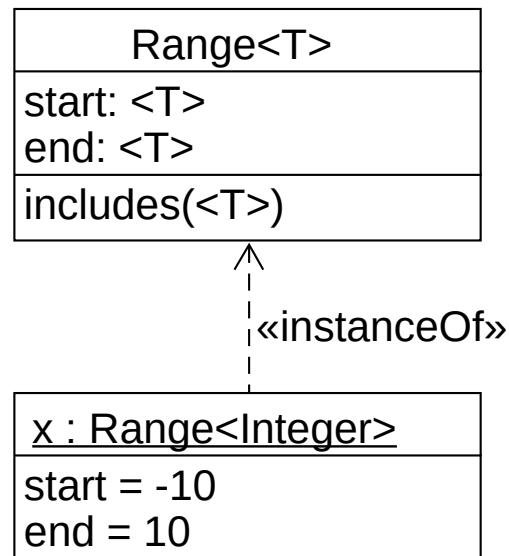 Range<T>
start: <T>
end: <T>
includes(<T>)
«instanceOf»
x : Range<Integer>
start = -10
end = 10